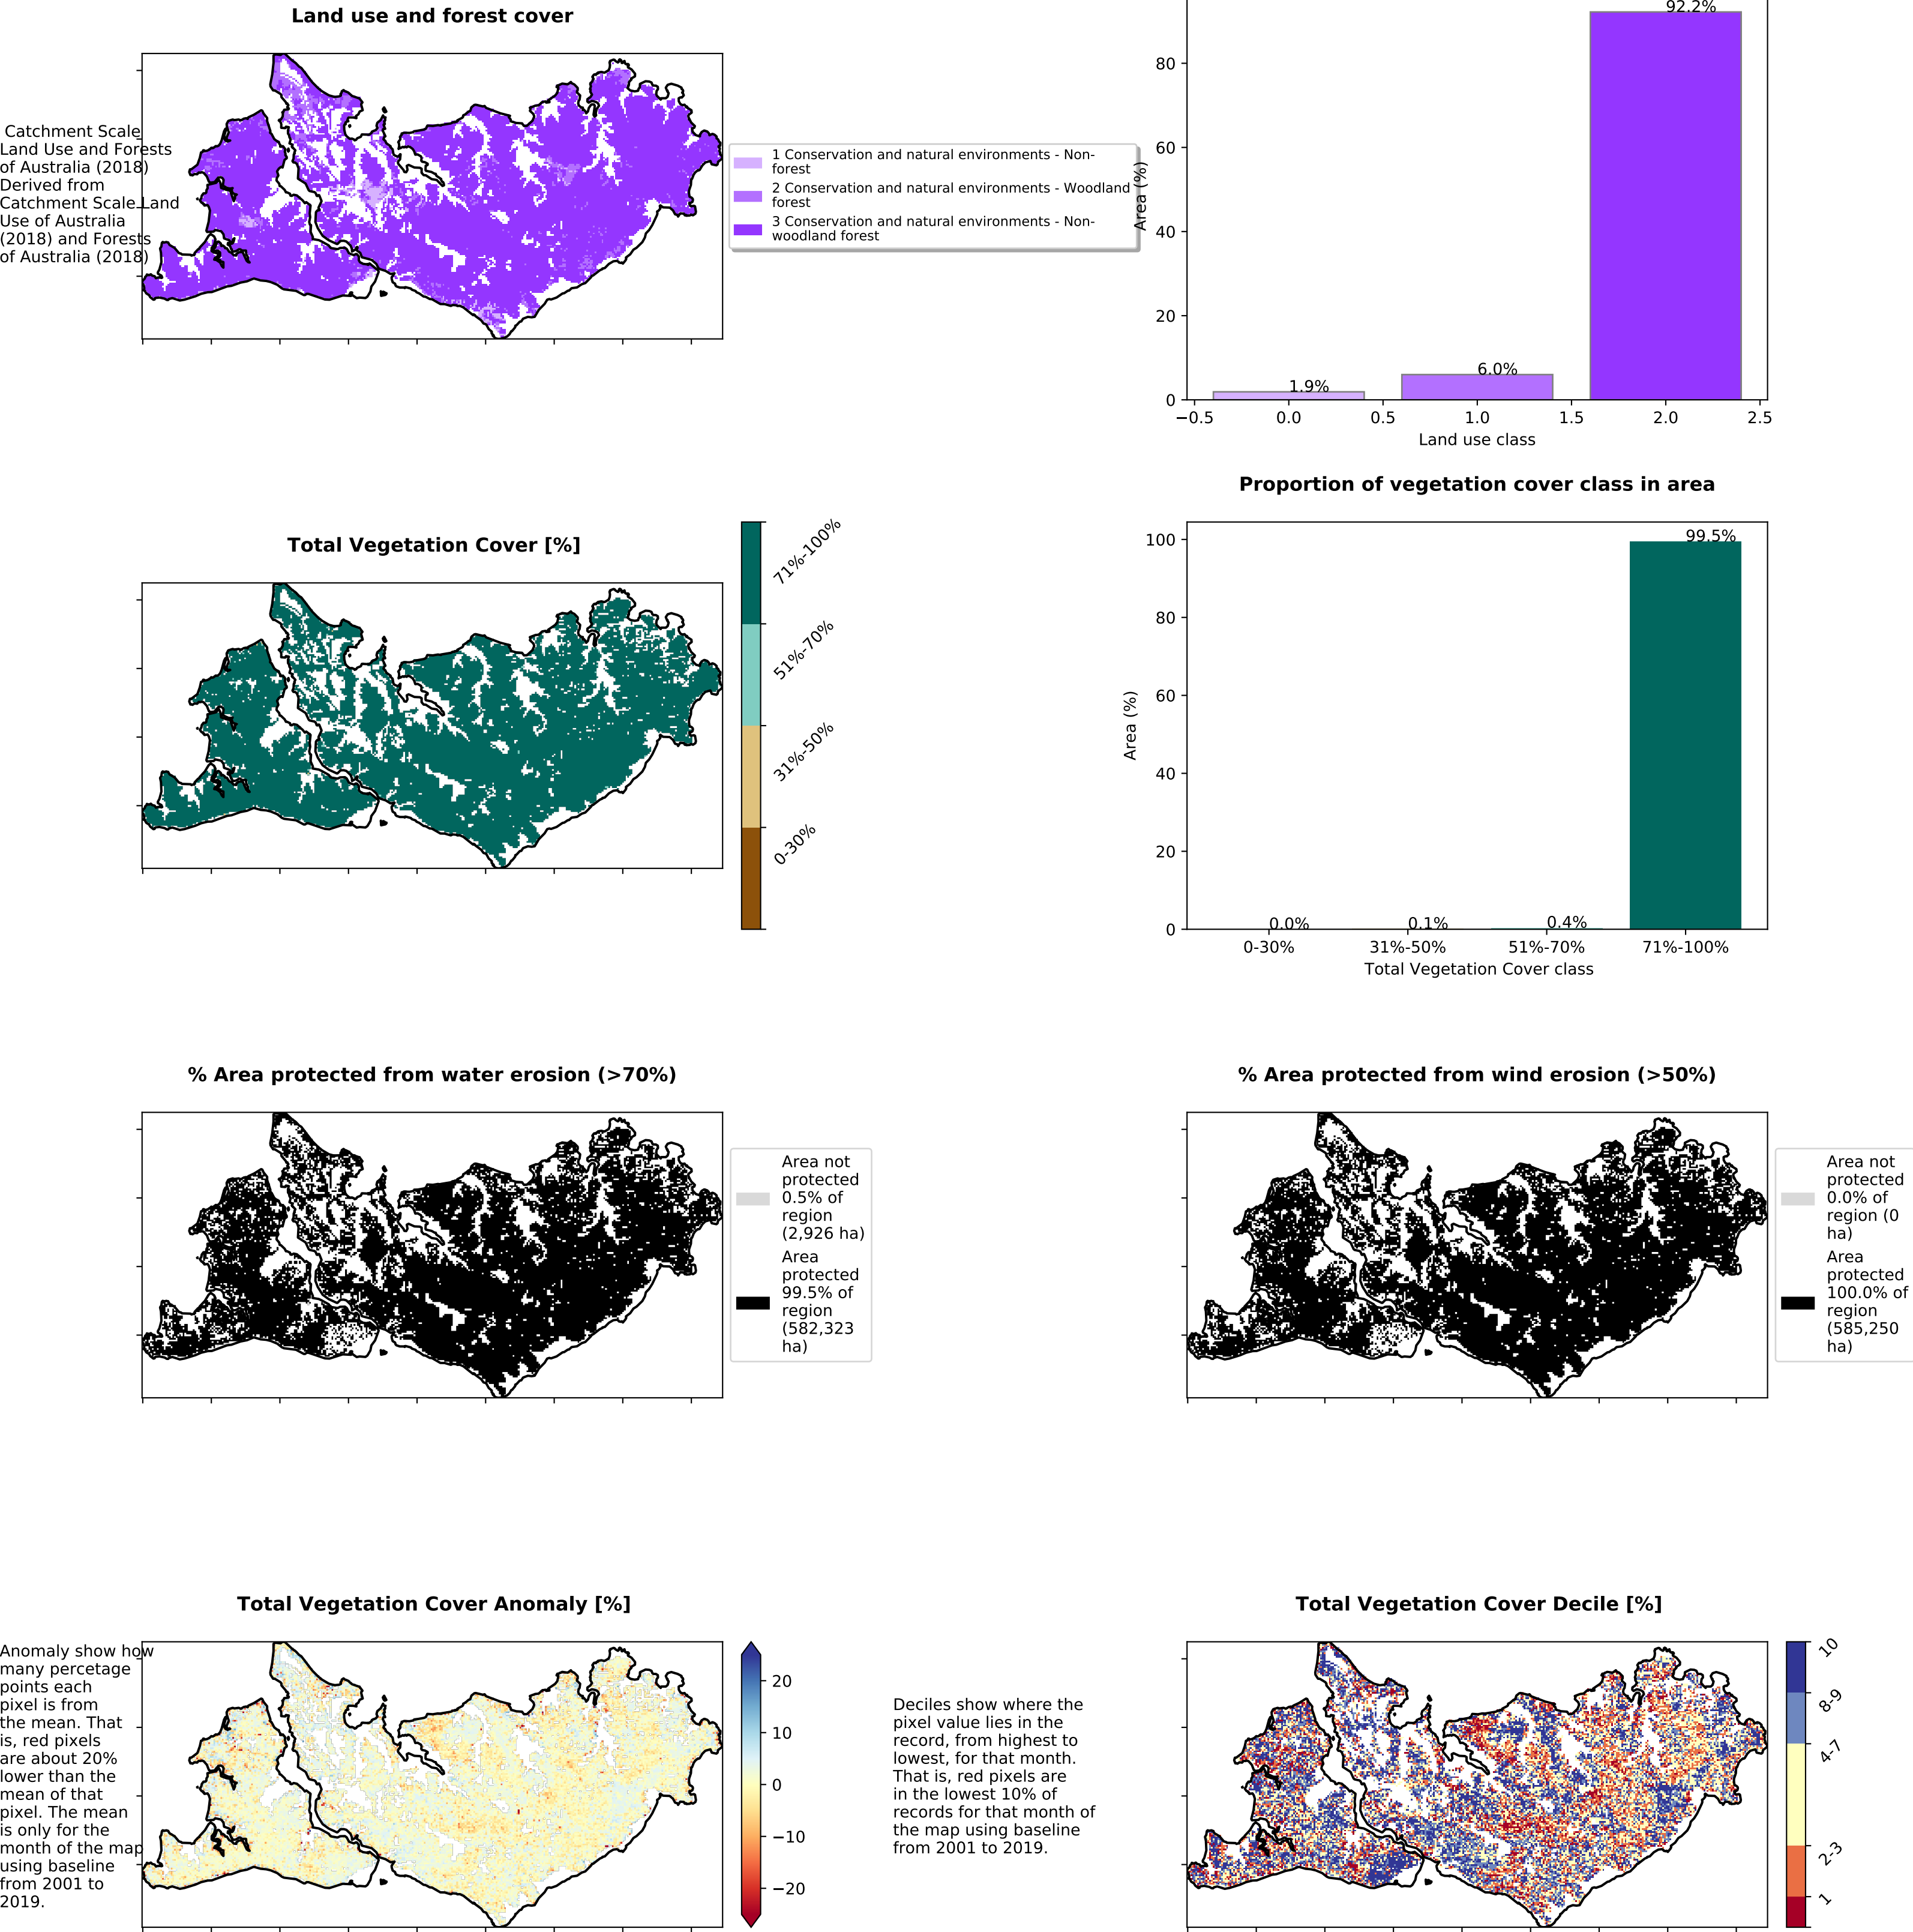 Land use and forest cover
Catchment Scale
Land Use and Forests
of Australia (2018)
Derived from
Catchment Scale Land
Use of Australia
(2018) and Forests
of Australia (2018)
1 Conservation and natural environments - Non-
forest
2 Conservation and natural environments - Woodland
forest
3 Conservation and natural environments - Non-
woodland forest
92.2%
80
60
40
20
0
Area (%)
1.9%
6.0%
−0.5 0.0 0.5 1.0 1.5 2.0 2.5
Land use class
Total Vegetation Cover [%]
71%-100%
51%-70%
31%-50%
0-30%
Proportion of vegetation cover class in area
100
80
60
40
20
0
Area (%)
0.0%
0.1%
0.4%
99.5%
0-30% 31%-50% 51%-70% 71%-100%
Total Vegetation Cover class
% Area protected from water erosion (>70%)
Area not
protected
0.5% of
region
(2,926 ha)
Area
protected
99.5% of
region
(582,323
ha)
% Area protected from wind erosion (>50%)
Area not
protected
0.0% of
region (0
ha)
Area
protected
100.0% of
region
(585,250
ha)
Total Vegetation Cover Anomaly [%]
Anomaly show how
many percetage
points each
pixel is from
the mean. That
is, red pixels
are about 20%
lower than the
mean of that
pixel. The mean
is only for the
month of the map
using baseline
from 2001 to
2019.
20
10
0
−10
−20
Total Vegetation Cover Decile [%]
Deciles show where the
pixel value lies in the
record, from highest to
lowest, for that month.
That is, red pixels are
in the lowest 10% of
records for that month of
the map using baseline
from 2001 to 2019.
10
8-9
4-7
2-3
1